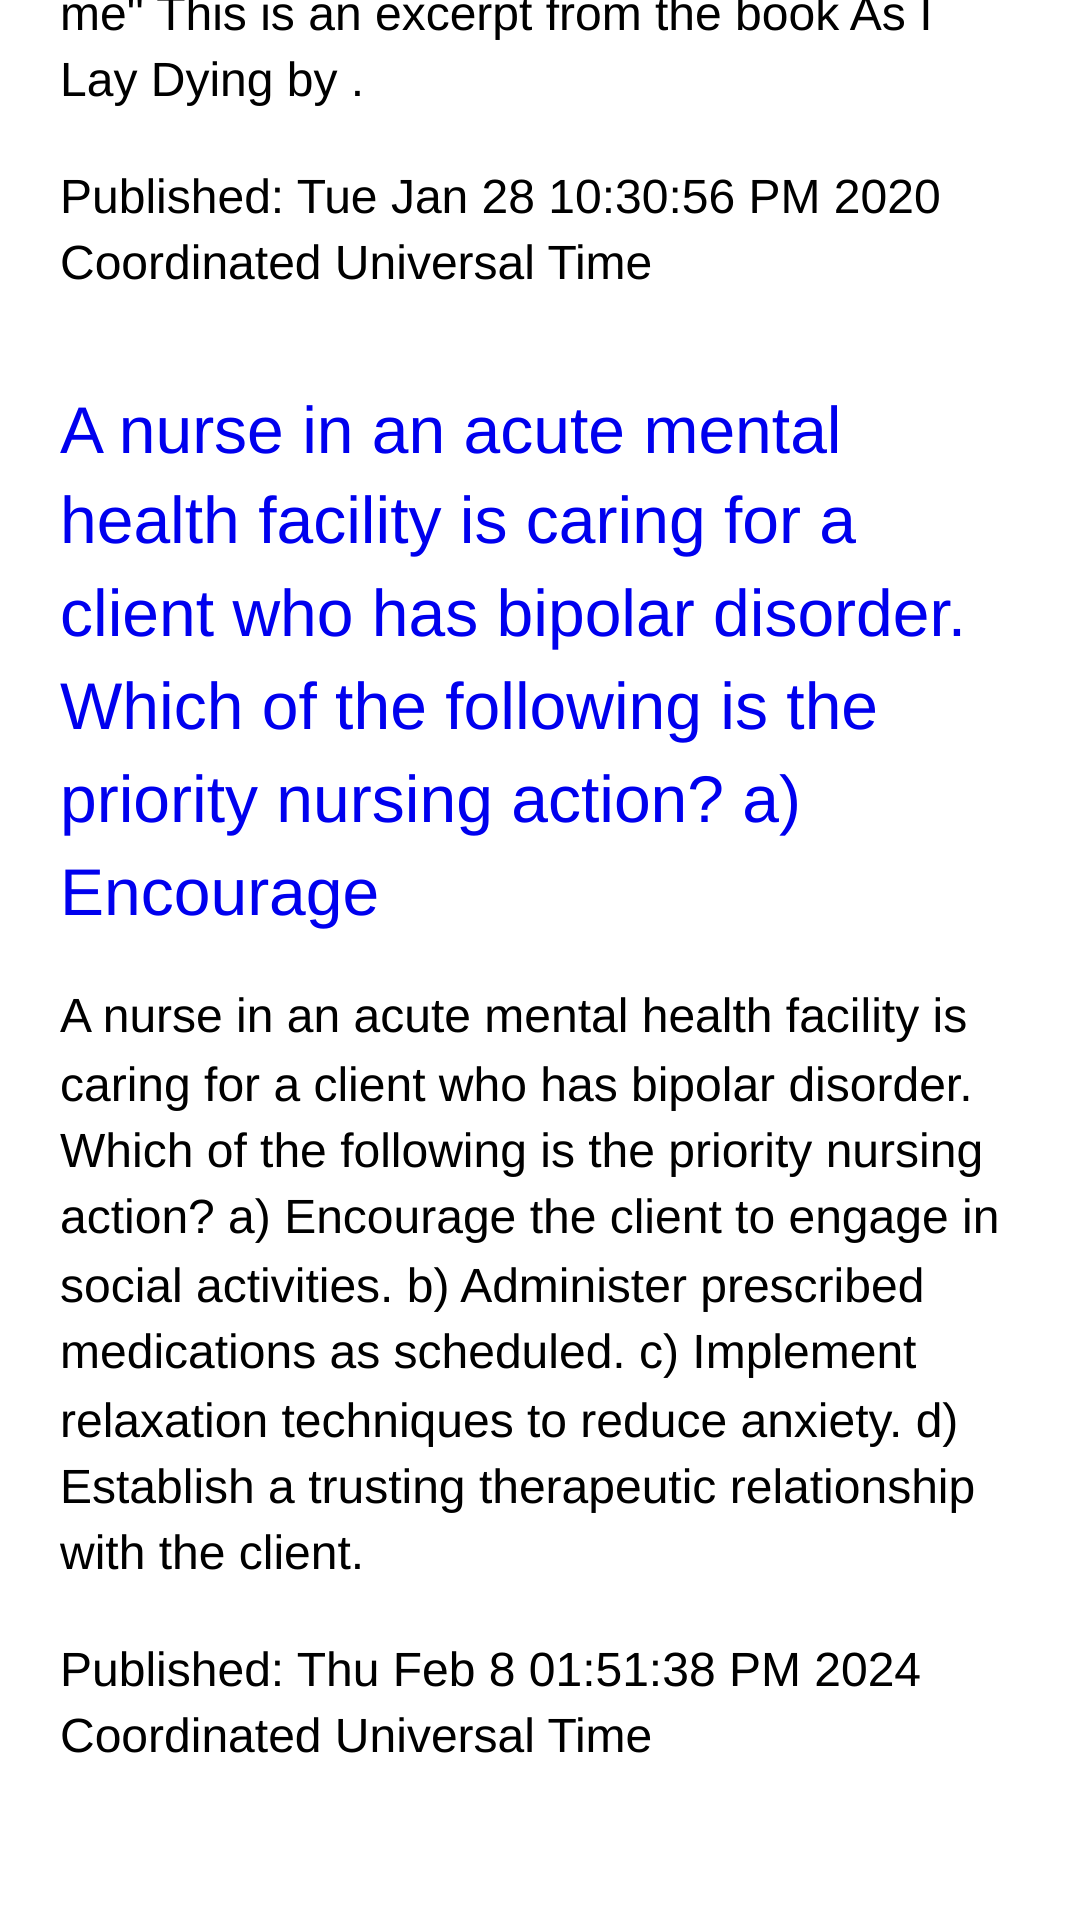 me" This is an excerpt from the book As I
Lay Dying by .
Published: Tue Jan 28 10:30:56 PM 2020
Coordinated Universal Time
A nurse in an acute mental
health facility is caring for a
client who has bipolar disorder.
Which of the following is the
priority nursing action? a)
Encourage
A nurse in an acute mental health facility is
caring for a client who has bipolar disorder.
Which of the following is the priority nursing
action? a) Encourage the client to engage in
social activities. b) Administer prescribed
medications as scheduled. c) Implement
relaxation techniques to reduce anxiety. d)
Establish a trusting therapeutic relationship
with the client.
Published: Thu Feb 8 01:51:38 PM 2024
Coordinated Universal Time